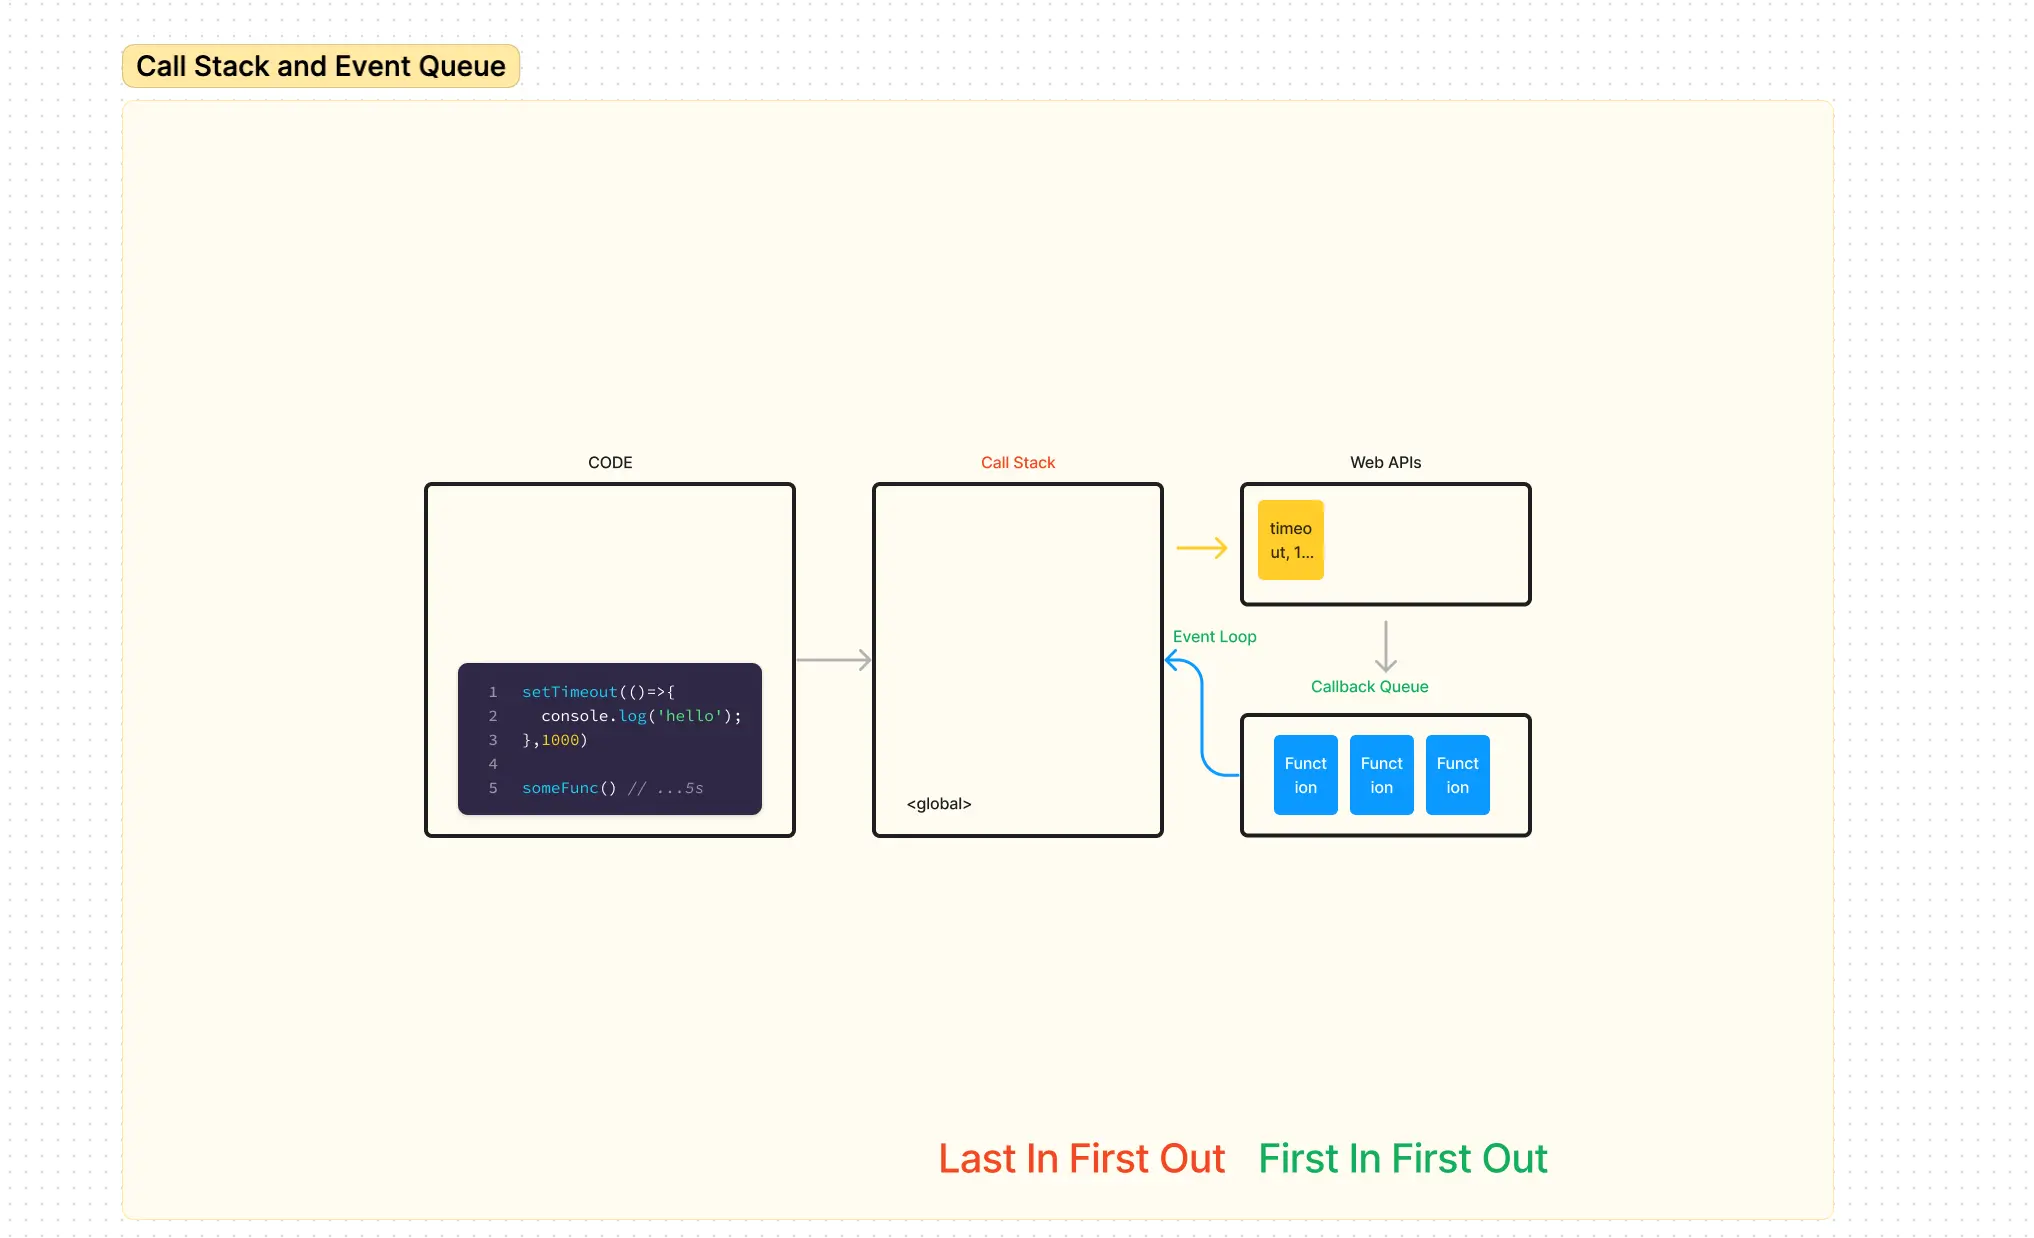 Call Stack and Event Queue
CODE
1 setTimeout(()=>{
2 console.log('hello');
3 },1000)
4
5 someFunc() // ...5s
Call Stack
<global>
Web APIs
timeo
ut, 1...
Event Loop
Callback Queue
Funct
ion
Funct
ion
Funct
ion
Last In First Out
First In First Out